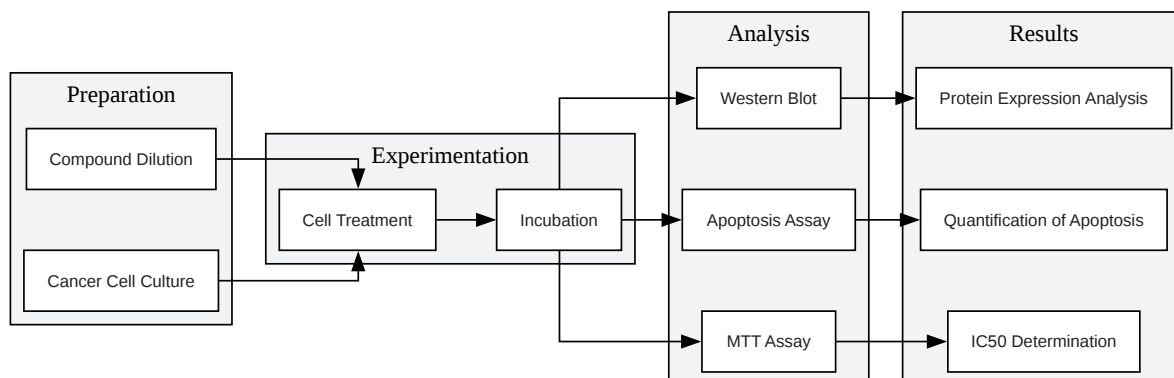 Preparation
Compound Dilution
Cancer Cell Culture
Experimentation
Cell Treatment
Incubation
Analysis
Western Blot
Apoptosis Assay
MTT Assay
Results
Protein Expression Analysis
Quantification of Apoptosis
IC50 Determination